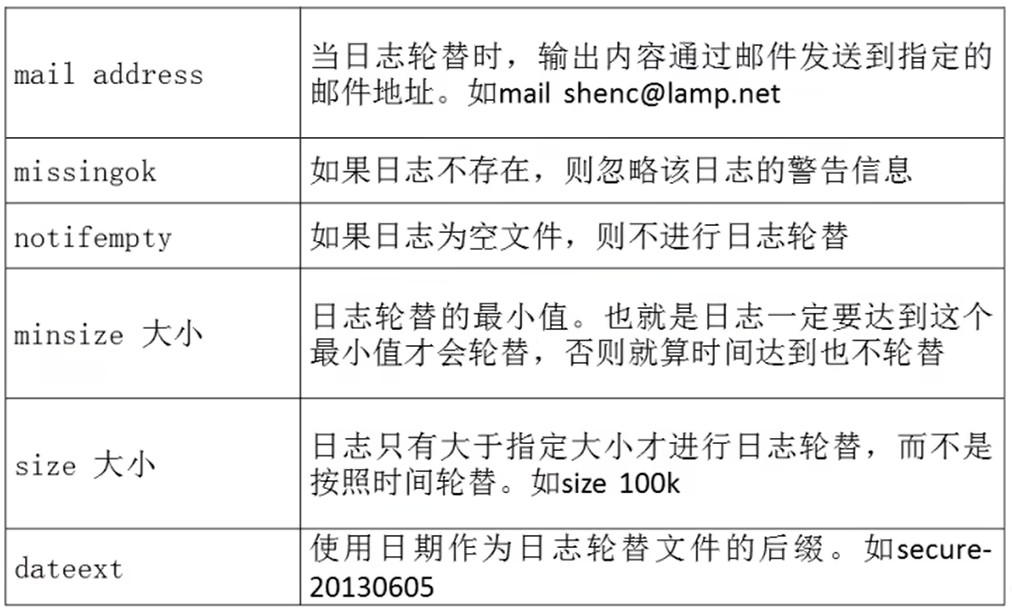 mail address
当日志轮替时，输出内容通过邮件发送到指定的
邮件地址。如mail shenc@lamp.net
missingok
如果日志不存在，则忽略该日志的警告信息
notifempty
如果日志为空文件，则不进行日志轮替
minsize 大小
日志轮替的最小值。也就是日志一定要达到这个
最小值才会轮替，否则就算时间达到也不轮替
size 大小
日志只有大于指定大小才进行日志轮替，而不是
按照时间轮替。如size 100k
dateext
使用日期作为日志轮替文件的后缀。如secure-
20130605